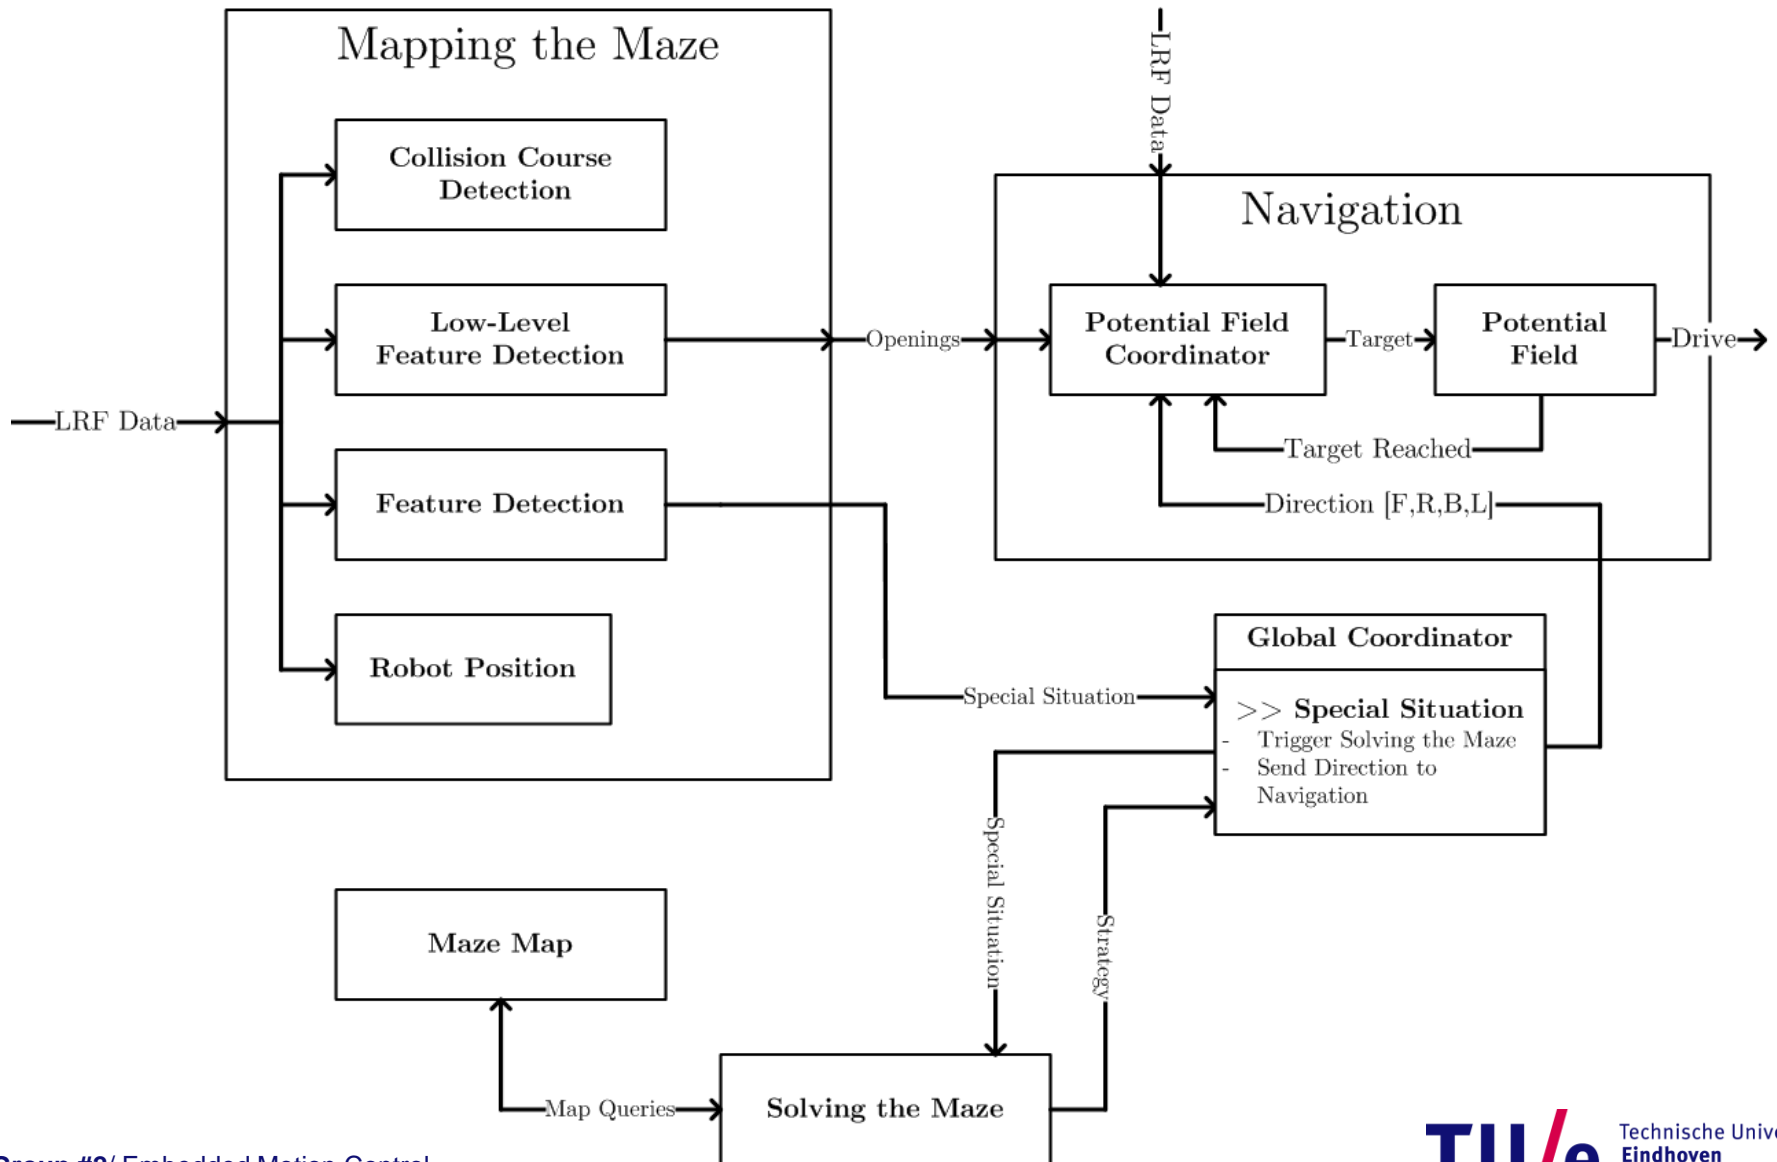 Mapping the Maze
Collision Course
Detection
Low-Level
Feature Detection
Feature Detection
Robot Position
LRF Data
LRF Data
Navigation
Openings
Potential Field
Coordinator
Target
Potential
Field
Drive
Target Reached
Direction [F,R,B,L]
Global Coordinator
>> Special Situation
- Trigger Solving the Maze
- Send Direction to
Navigation
Special Situation
Special Situation
Strategy
Maze Map
Map Queries
Solving the Maze
/ Embedded Motion Control
TU/e
Technische
Eindhoven